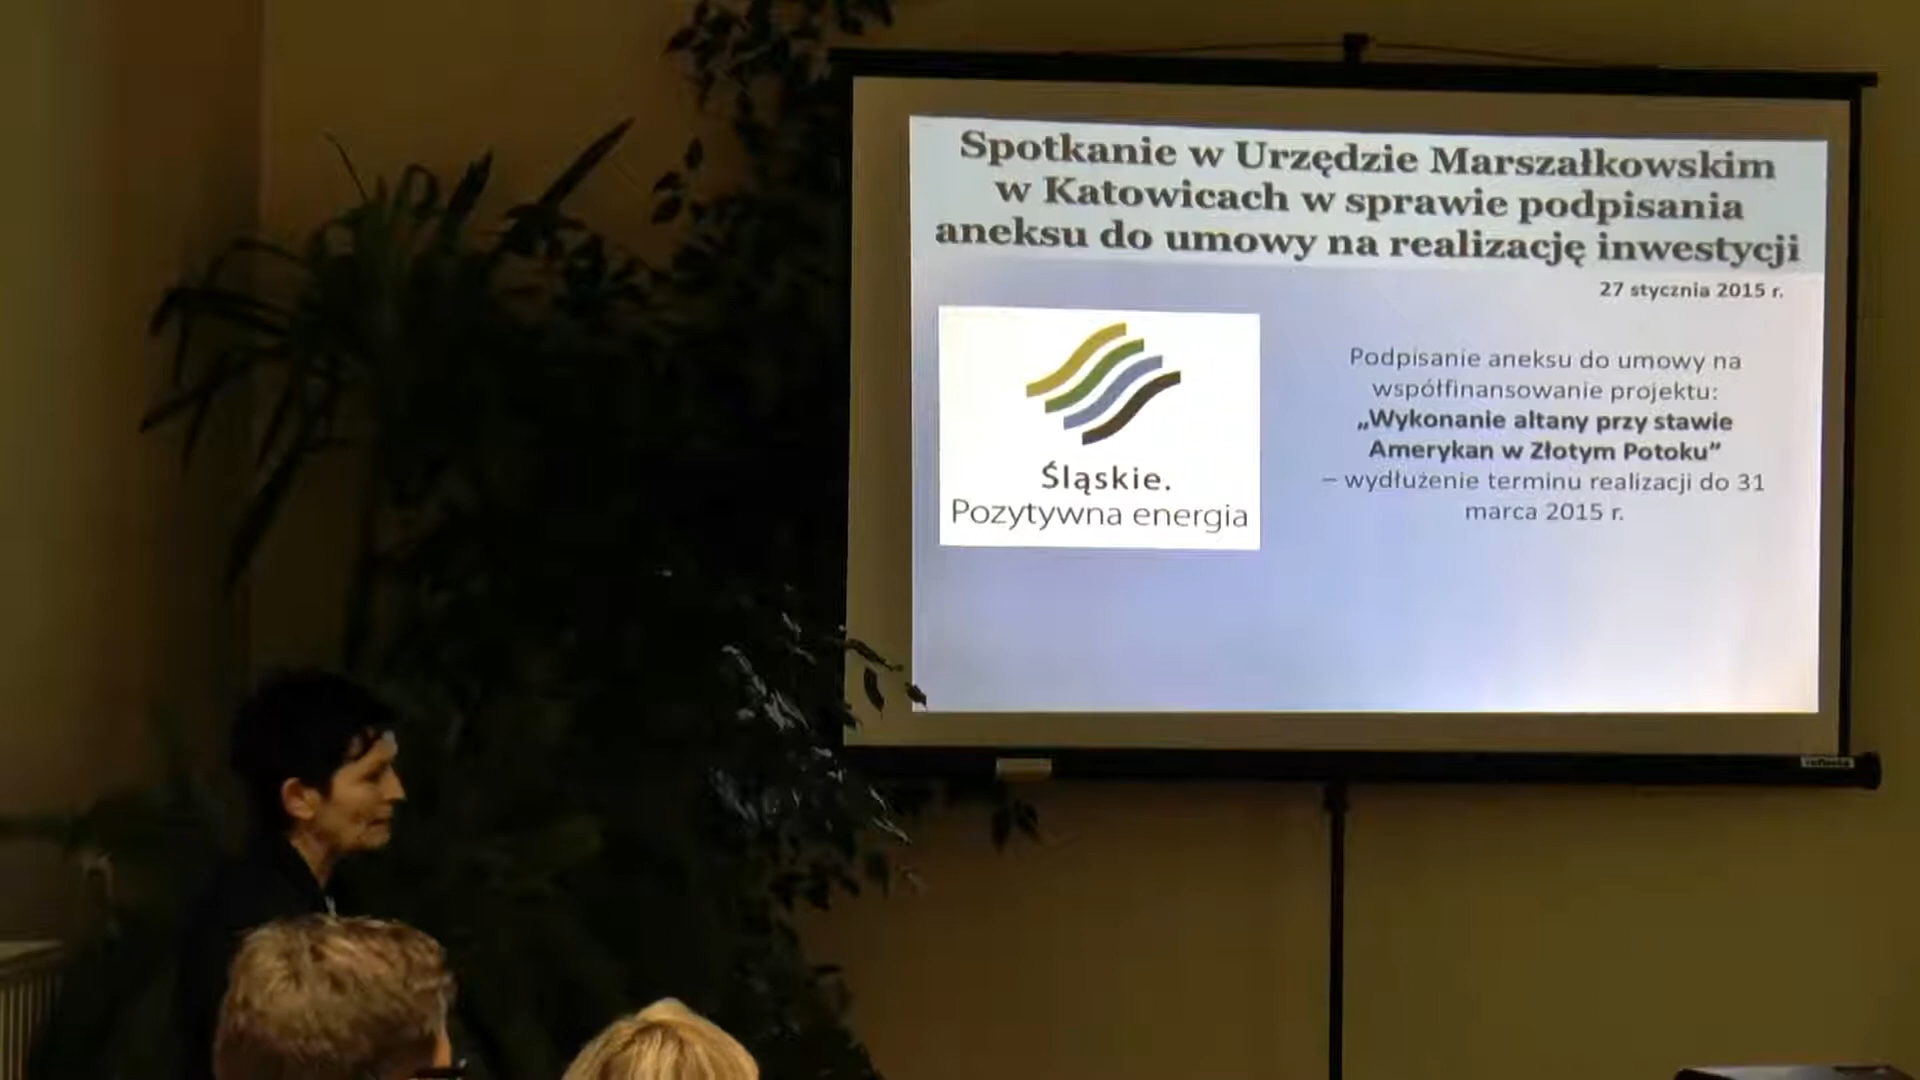 Spotkanie w Urzędzie Marszałkowskim
w Katowicach w sprawie podpisania
aneksu do umowy na realizację inwestycji
27 stycznia 2015 r.
Śląskie.
Pozytywna energia
Podpisanie aneksu do umowy na
współfinansowanie projektu:
„Wykonanie altany przy stawie
Amerykan w Złotym Potoku”
– wydłużenie terminu realizacji do 31
marca 2015 r.